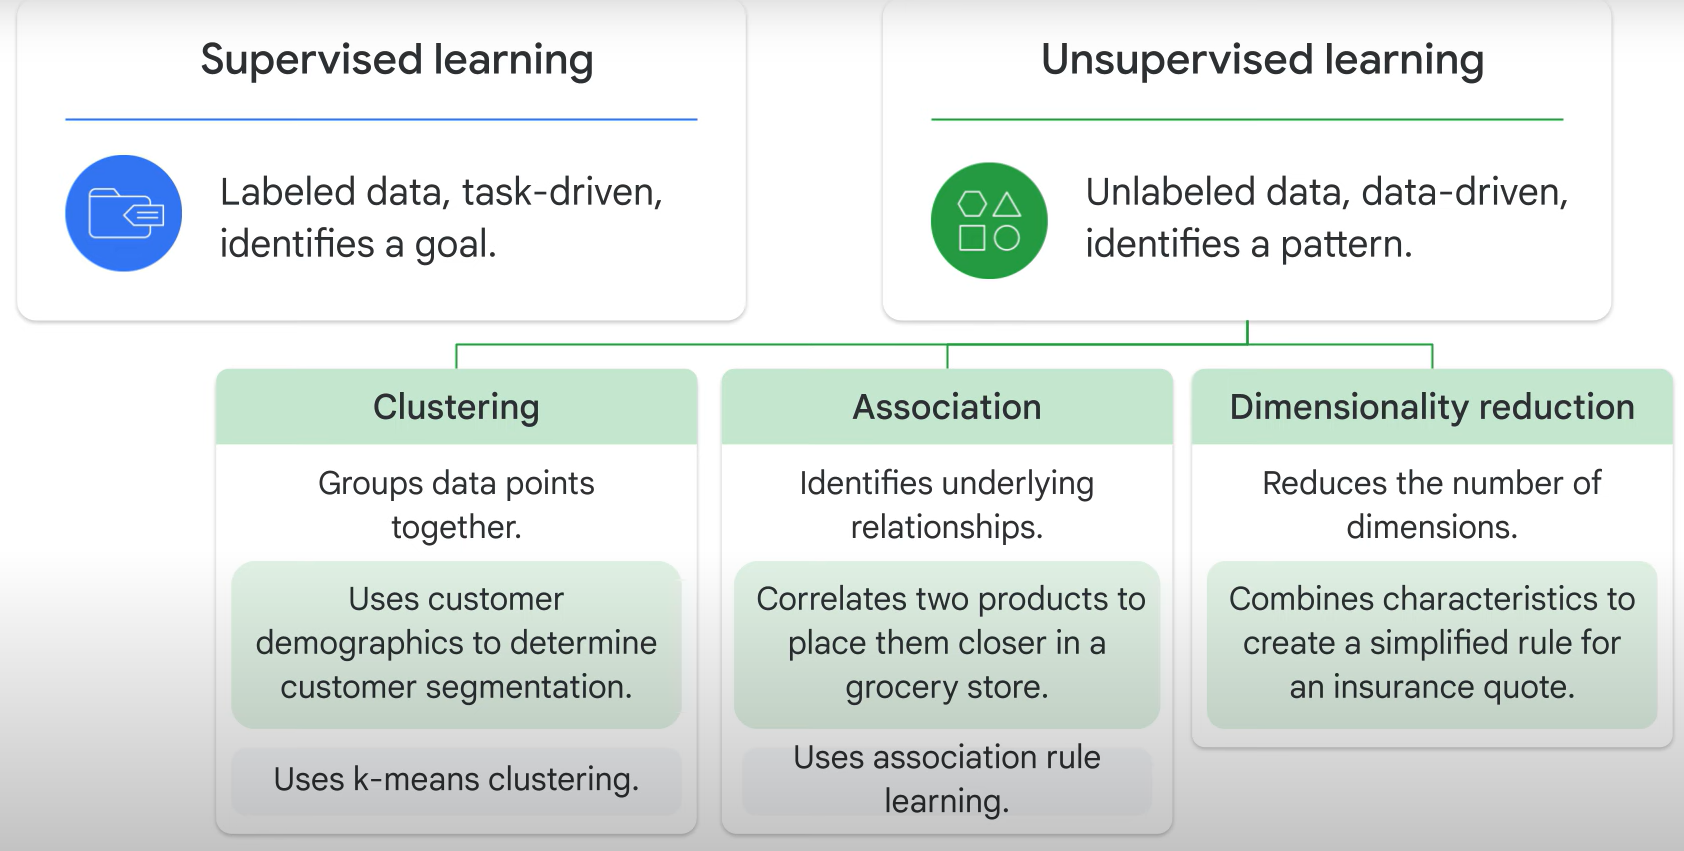 Supervised learning
Labeled data, task-driven,
identifies a goal.
Unsupervised learning
Unlabeled data, data-driven,
identifies a pattern.
Clustering
Groups data points
together.
Uses customer
demographics to determine
customer segmentation.
Uses k-means clustering.
Association
Identifies underlying
relationships.
Correlates two products to
place them closer in a
grocery store.
Uses association rule
learning.
Dimensionality reduction
Reduces the number of
dimensions.
Combines characteristics to
create a simplified rule for
an insurance quote.